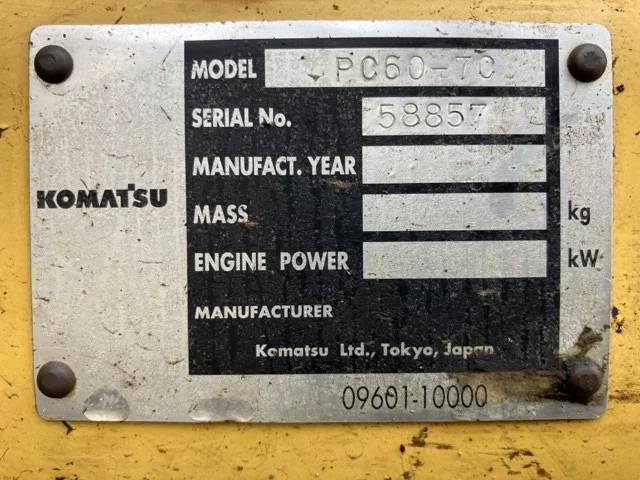 MODEL PC60-7C
SERIAL No. 58857
MANUFACT. YEAR
KOMATSU
MASS kg
ENGINE POWER kW
MANUFACTURER
Komatsu Ltd., Tokyo, Japan
09601-10000